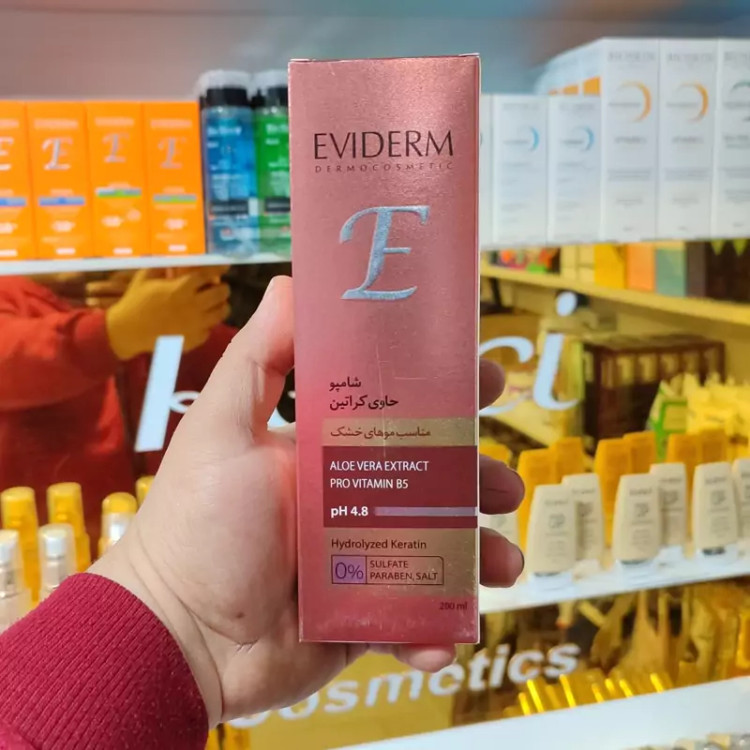 EVIDERM
DERMOCOSMETIC
E
شامپو
حاوی کراتین
مناسب موهای خشک
ALOE VERA EXTRACT
PRO VITAMIN B5
pH 4.8
Hydrolyzed Keratin
0% SULFATE
PARABEN, SALT
200 ml
cosmetics